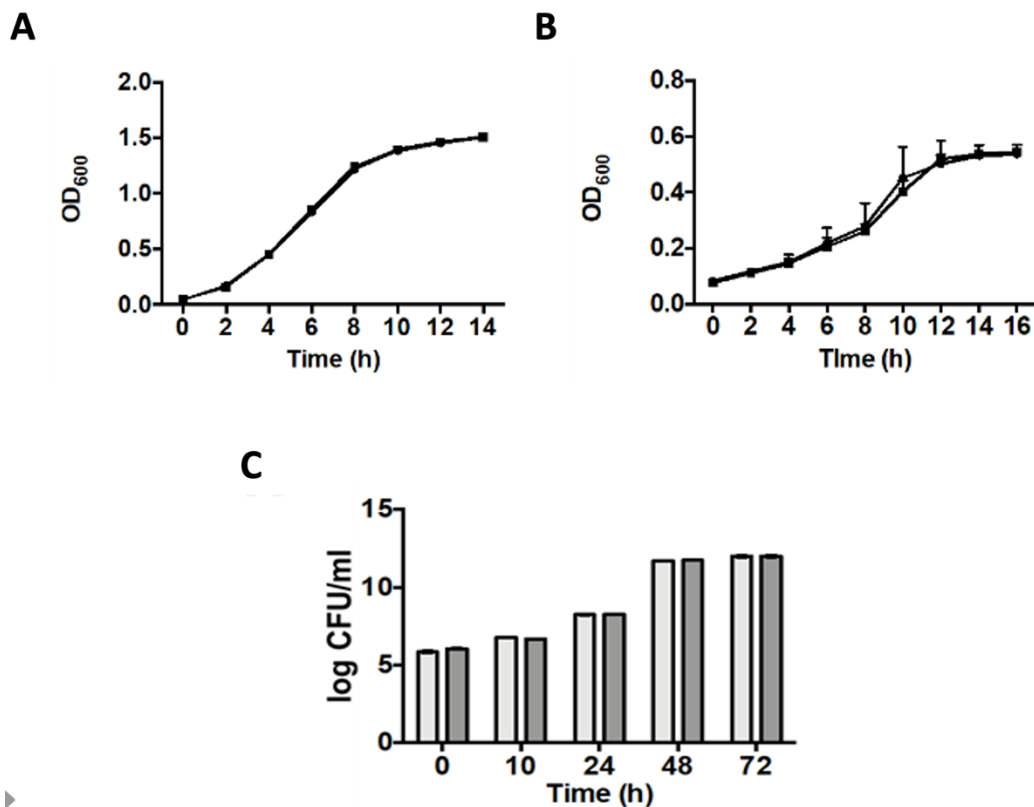 A
B
2.0
1.5
1.0
0.5
0.0
OD600
0 2 4 6 8 10 12 14
Time (h)
0.8
0.6
0.4
0.2
0.0
OD600
0 2 4 6 8 10 12 14 16
TIme (h)
C
15
10
5
0
log CFU/ml
0 10 24 48 72
Time (h)